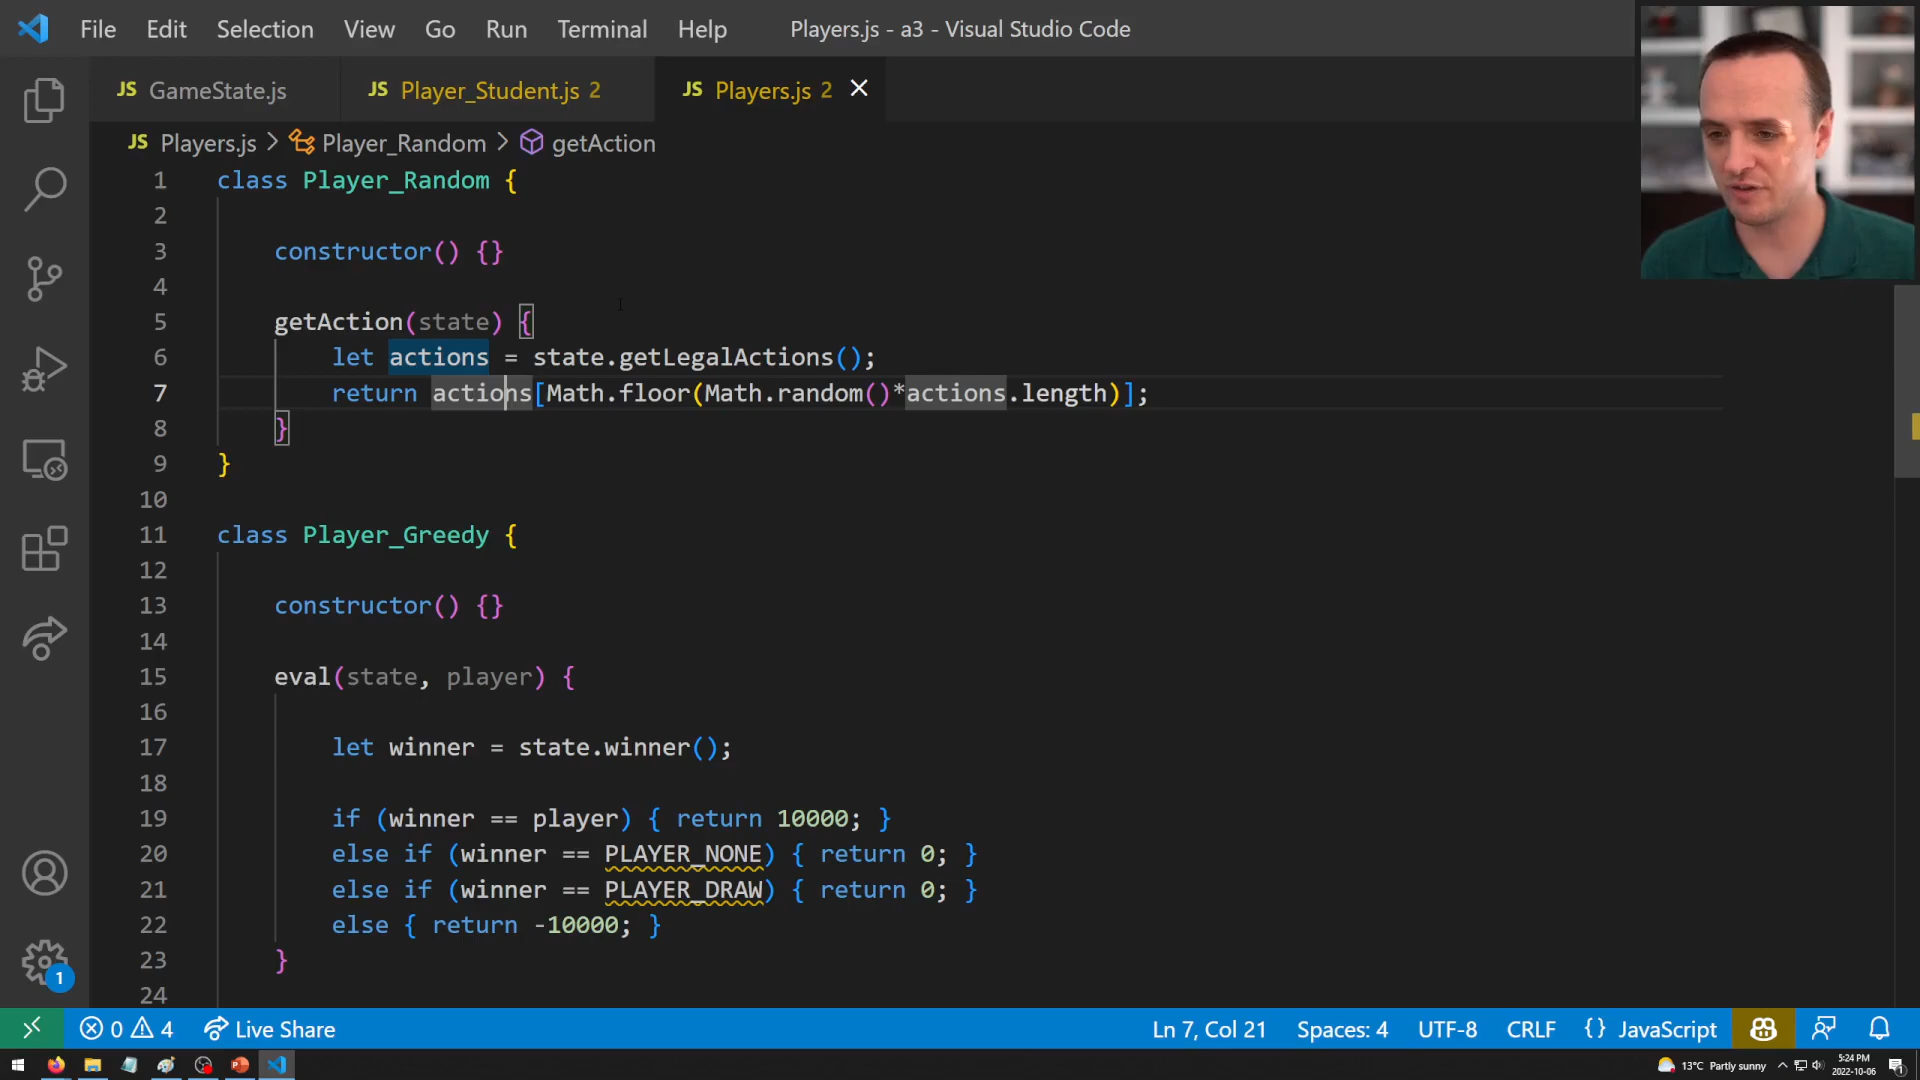 File Edit Selection View Go Run Terminal Help Players.js - a3 - Visual Studio Code
JS GameState.js JS Player_Student.js 2 JS Players.js 2
JS Players.js > Player_Random > getAction
1 class Player_Random {
2
3 constructor() {}
4
5 getAction(state) {
6 let actions = state.getLegalActions();
7 return actions[Math.floor(Math.random()*actions.length)];
8 }
9 }
10
11 class Player_Greedy {
12
13 constructor() {}
14
15 eval(state, player) {
16
17 let winner = state.winner();
18
19 if (winner == player) { return 10000; }
20 else if (winner == PLAYER_NONE) { return 0; }
21 else if (winner == PLAYER_DRAW) { return 0; }
22 else { return -10000; }
23 }
24
1
0 4 Live Share Ln 7, Col 21 Spaces: 4 UTF-8 CRLF {} JavaScript
13°C Partly sunny 5:24 PM
2022-10-06 1